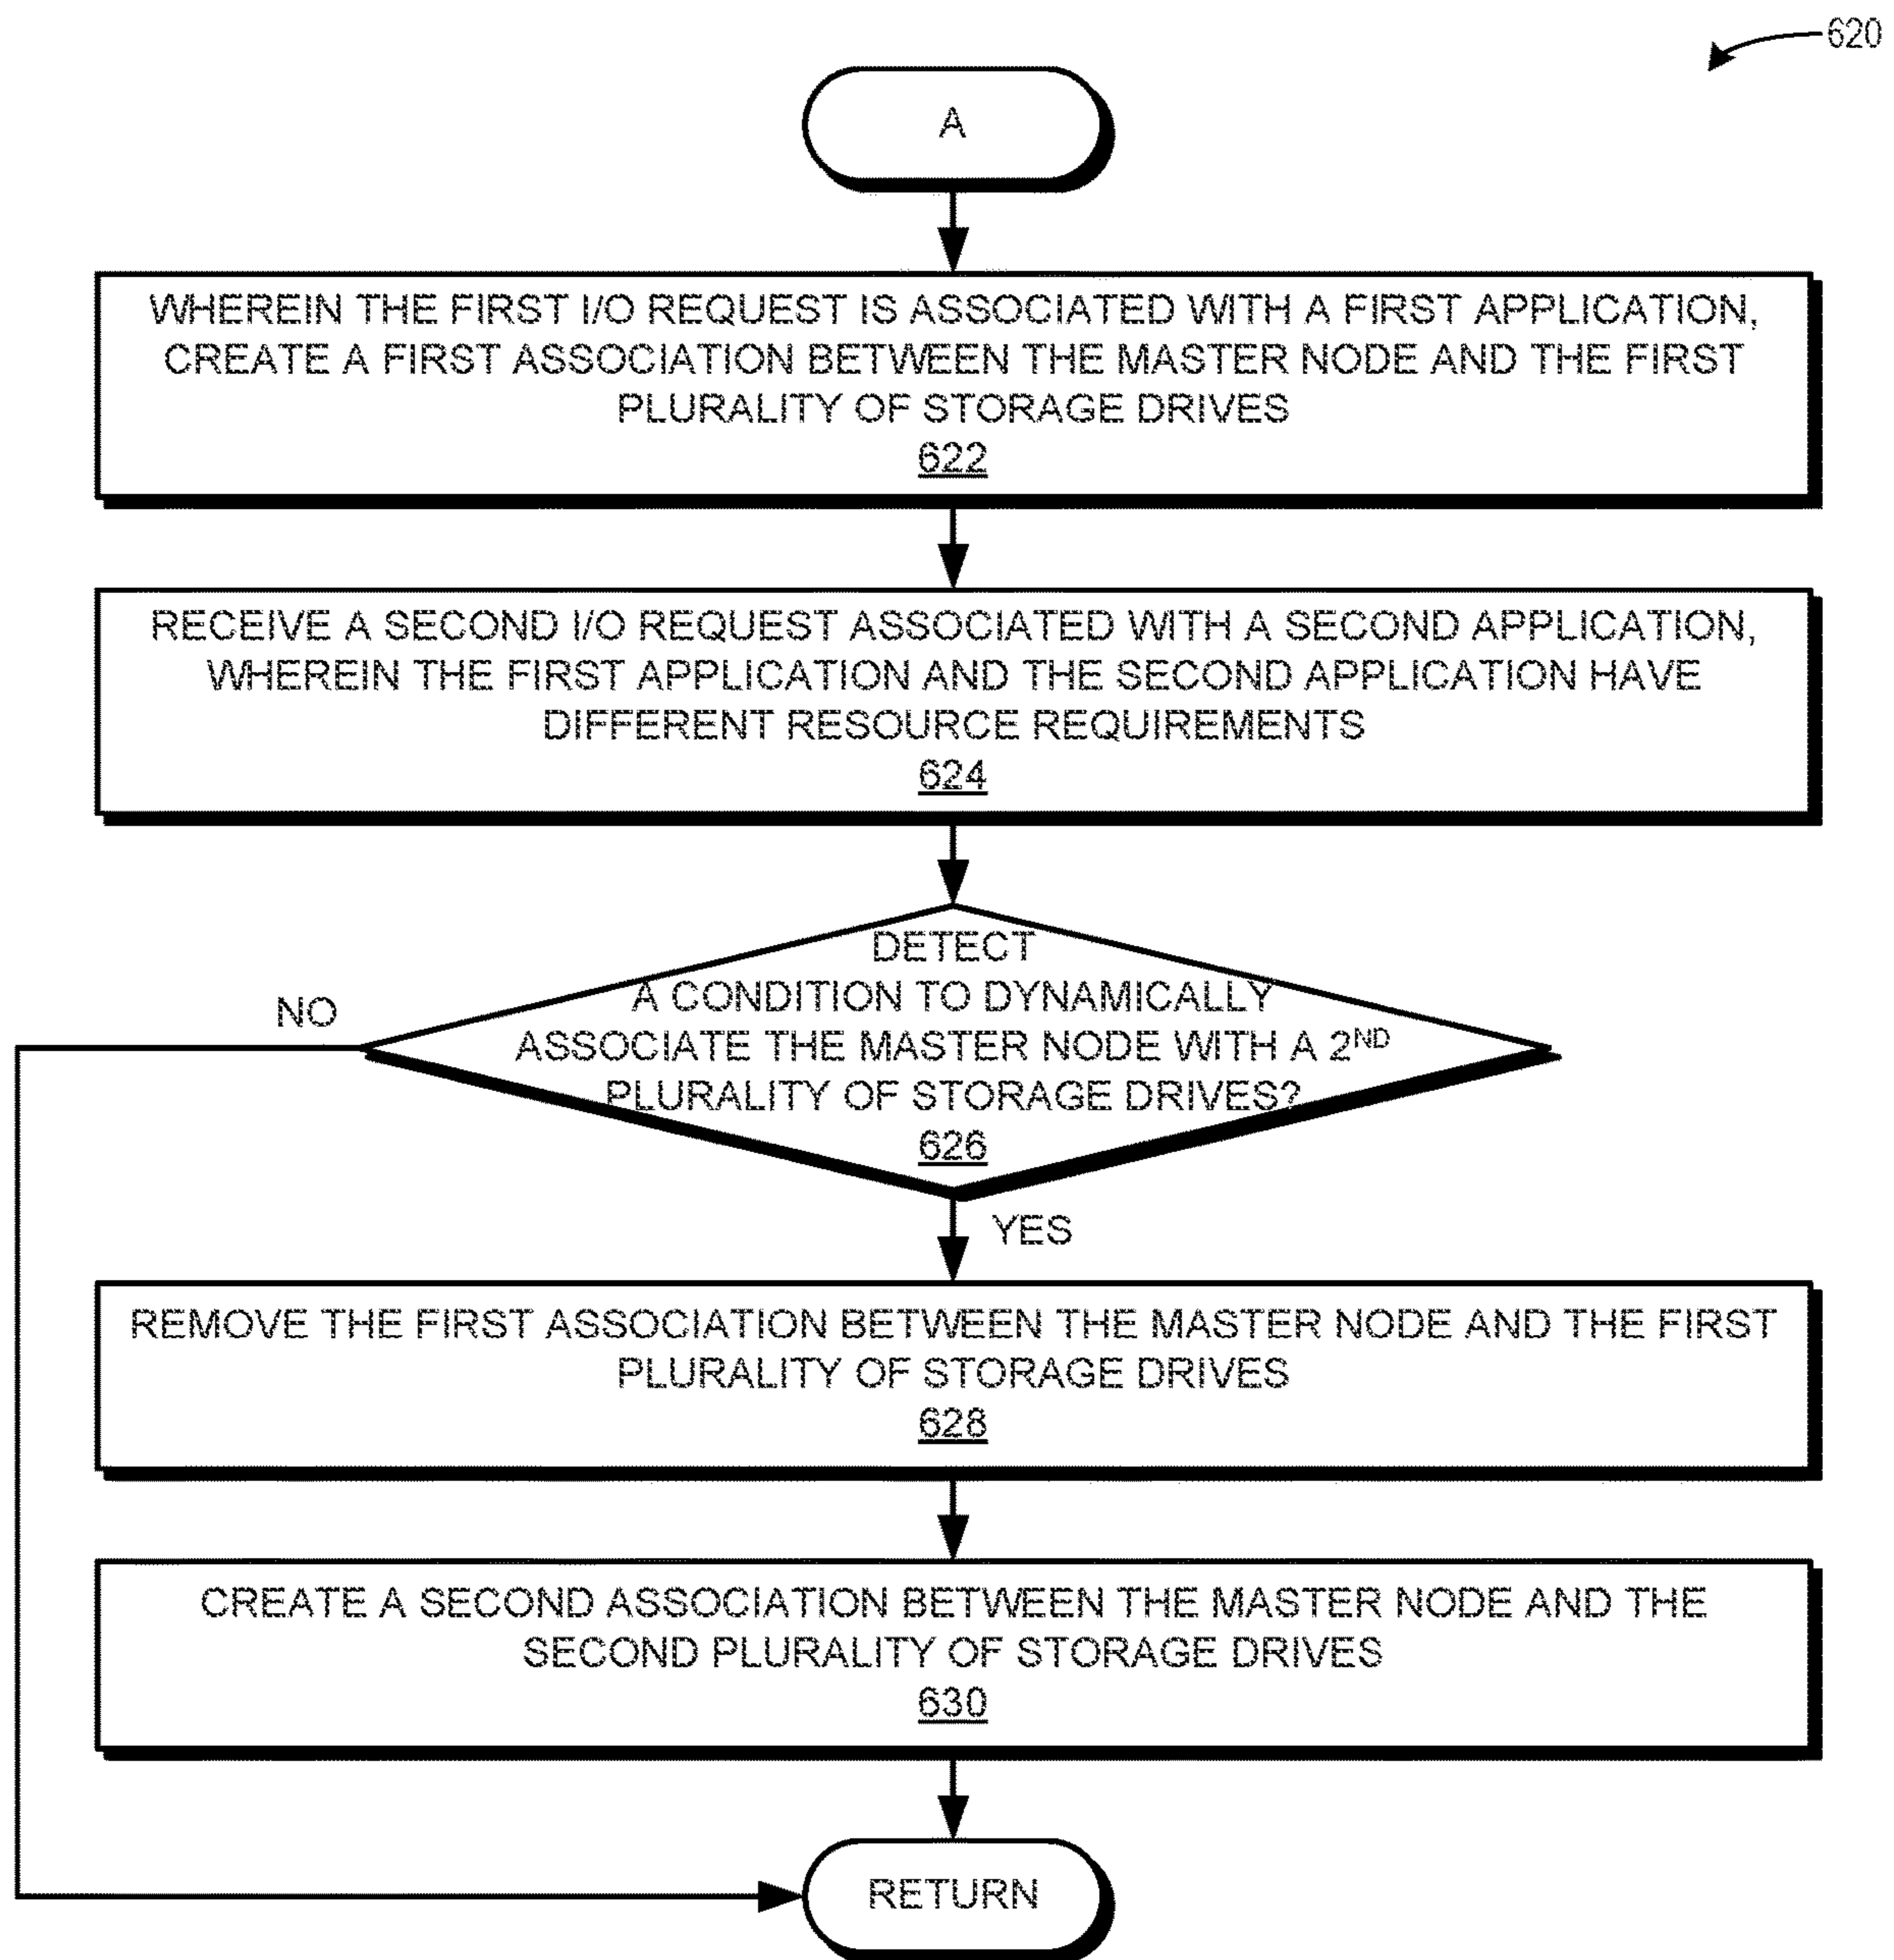 620
A
WHEREIN THE FIRST I/O REQUEST IS ASSOCIATED WITH A FIRST APPLICATION,
CREATE A FIRST ASSOCIATION BETWEEN THE MASTER NODE AND THE FIRST
PLURALITY OF STORAGE DRIVES
622
RECEIVE A SECOND I/O REQUEST ASSOCIATED WITH A SECOND APPLICATION,
WHEREIN THE FIRST APPLICATION AND THE SECOND APPLICATION HAVE
DIFFERENT RESOURCE REQUIREMENTS
624
DETECT
A CONDITION TO DYNAMICALLY
ASSOCIATE THE MASTER NODE WITH A 2ND
PLURALITY OF STORAGE DRIVES?
626
NO
YES
REMOVE THE FIRST ASSOCIATION BETWEEN THE MASTER NODE AND THE FIRST
PLURALITY OF STORAGE DRIVES
628
CREATE A SECOND ASSOCIATION BETWEEN THE MASTER NODE AND THE
SECOND PLURALITY OF STORAGE DRIVES
630
RETURN